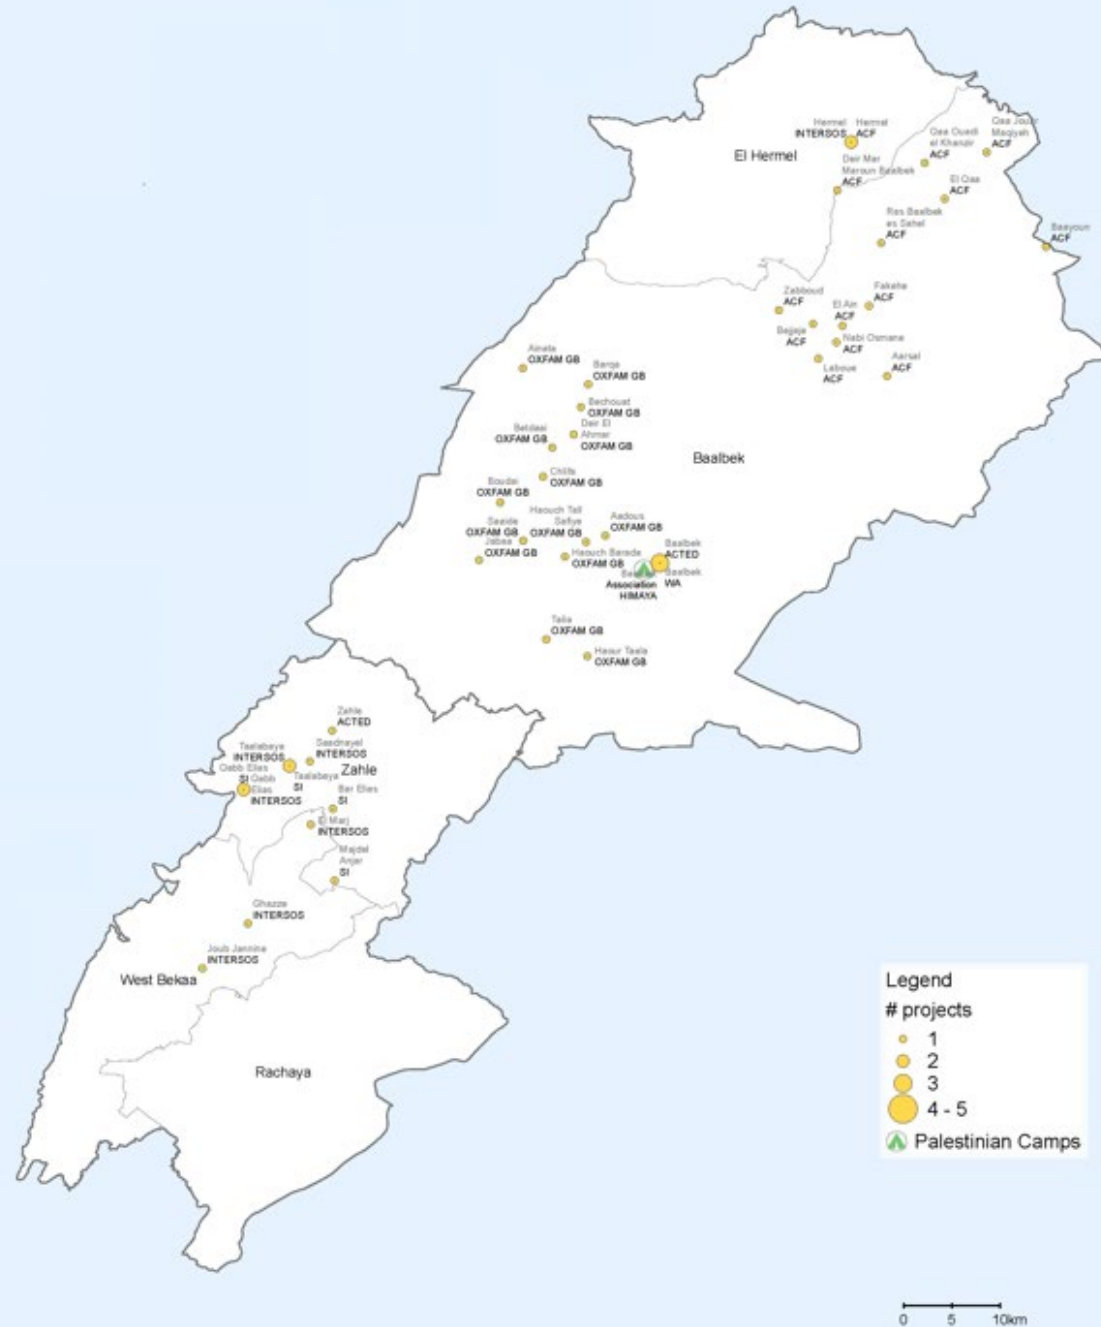 Hermel
INTERSOS
Hermel
ACF
El Hermel
Deir Mar
Maroun Baalbek
ACF
Qaa Ouadi
el Khanzir
ACF
Qaa Jouar
Maqiyeh
ACF
El Qaa
ACF
Ras Baalbek
es Sahel
ACF
Baayoun
ACF
Zabboud
ACF
El Ain
ACF
Fakehe
ACF
Bejjaje
ACF
Nabi Osmane
ACF
Laboue
ACF
Aarsal
ACF
Ainata
OXFAM GB
Barqa
OXFAM GB
Bechouat
OXFAM GB
Deir El
Ahmar
OXFAM GB
Betdaai
OXFAM GB
Chlifa
OXFAM GB
Boudai
OXFAM GB
Baalbek
Saaide
OXFAM GB
Haouch Tall
Safiye
OXFAM GB
Aadous
OXFAM GB
Jabaa
OXFAM GB
Haouch Barada
OXFAM GB
Baalbek
ACTED
Baalbek
WA
Association
HIMAYA
Talia
OXFAM GB
Haour Taala
OXFAM GB
Zahle
ACTED
Taalabaya
INTERSOS
Saadnayel
INTERSOS
Zahle
Qabb Elias
SI
Qabb
Elias
INTERSOS
Taalabaya
SI
Bar Elias
SI
El Marj
INTERSOS
Majdel
Anjar
SI
Ghazze
INTERSOS
Joub Jannine
INTERSOS
West Bekaa
Rachaya
Legend
# projects
1
2
3
4 - 5
Palestinian Camps
0 5 10km